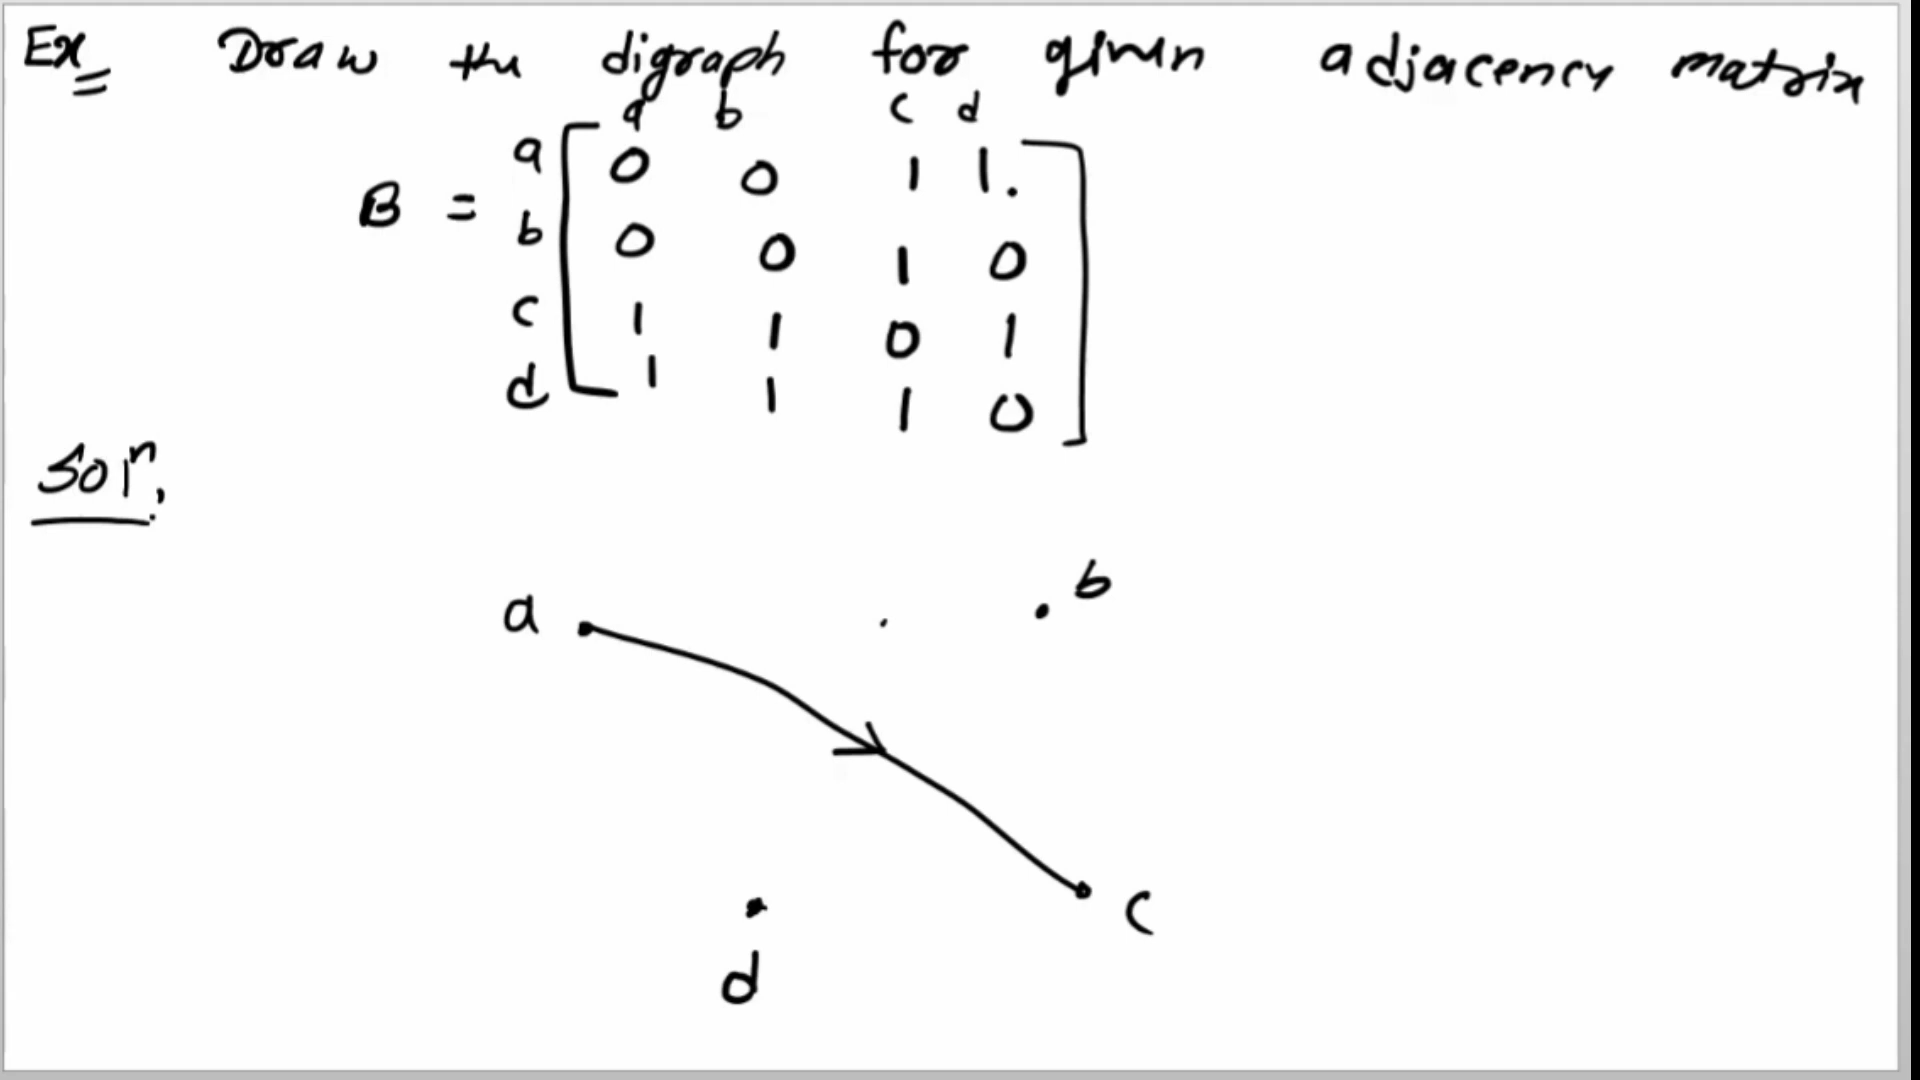 Ex Draw the digraph for given adjacency matrix
a b c d
a 0 0 1 1.
B = b 0 0 1 0
c 1 1 0 1
d 1 1 1 0
Solⁿ.
a b
c
d